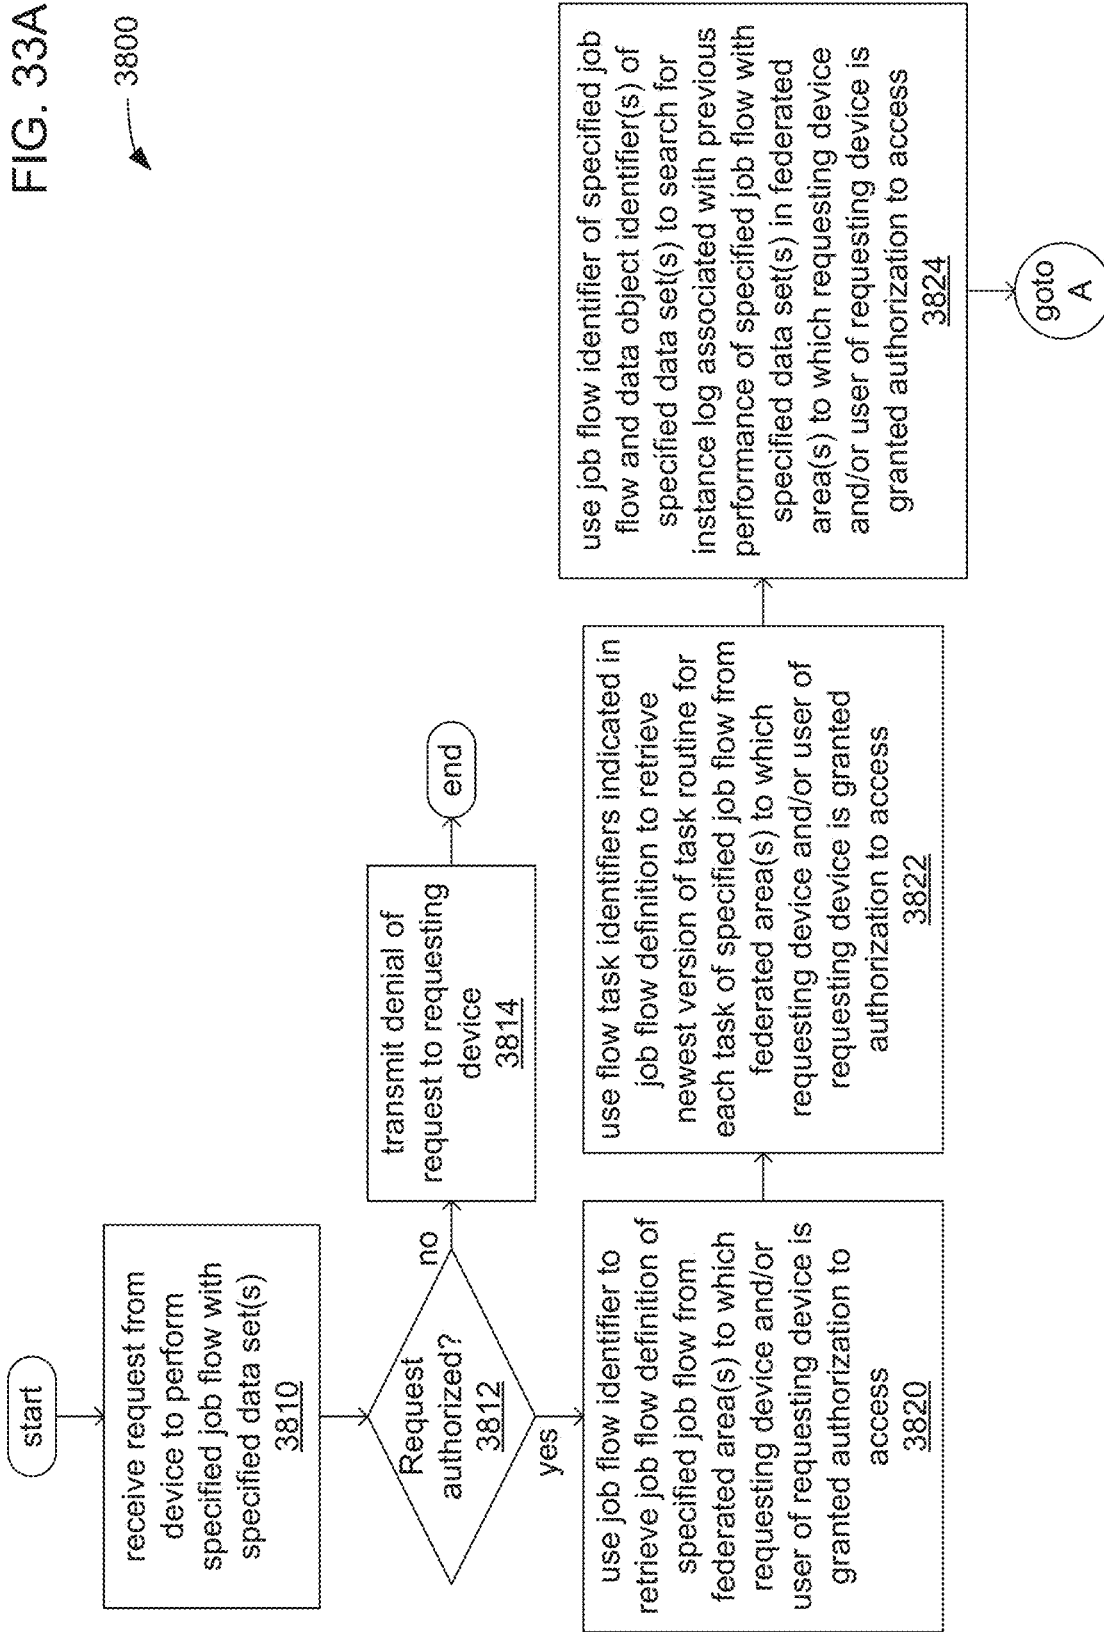 FIG. 33A
3800
start
receive request from
device to perform
specified job flow with
specified data set(s)
3810
Request
authorized?
3812
no
yes
transmit denial of
request to requesting
device
3814
end
use job flow identifier to
retrieve job flow definition of
specified job flow from
federated area(s) to which
requesting device and/or
user of requesting device is
granted authorization to
access
3820
use flow task identifiers indicated in
job flow definition to retrieve
newest version of task routine for
each task of specified job flow from
federated area(s) to which
requesting device and/or user of
requesting device is granted
authorization to access
3822
use job flow identifier of specified job
flow and data object identifier(s) of
specified data set(s) to search for
instance log associated with previous
performance of specified job flow with
specified data set(s) in federated
area(s) to which requesting device
and/or user of requesting device is
granted authorization to access
3824
goto
A